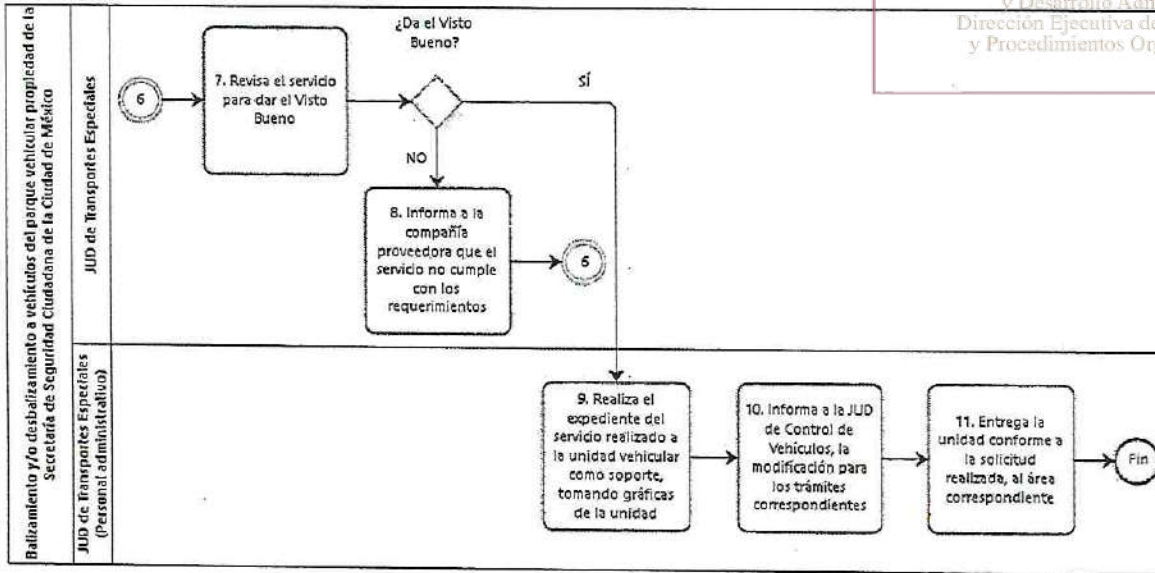 y Desarrollo
Dirección Ejecutiva de
y Procedimientos
Balizamiento y/o desbalizamiento a vehículos del parque vehicular propiedad de la
Secretaría de Seguridad Ciudadana de la Ciudad de México
JUD de Transportes Especiales
6
7. Revisa el servicio
para dar el Visto
Bueno
¿Da el Visto
Bueno?
SÍ
NO
8. Informa a la
compañía
proveedora que el
servicio no cumple
con los
requerimientos
6
JUD de Transportes Especiales
(Personal administrativo)
9. Realiza el
expediente del
servicio realizado a
la unidad vehicular
como soporte,
tomando gráficas
de la unidad
10. Informa a la JUD
de Control de
Vehículos, la
modificación para
los trámites
correspondientes
11. Entrega la
unidad conforme a
la solicitud
realizada, al área
correspondiente
Fin